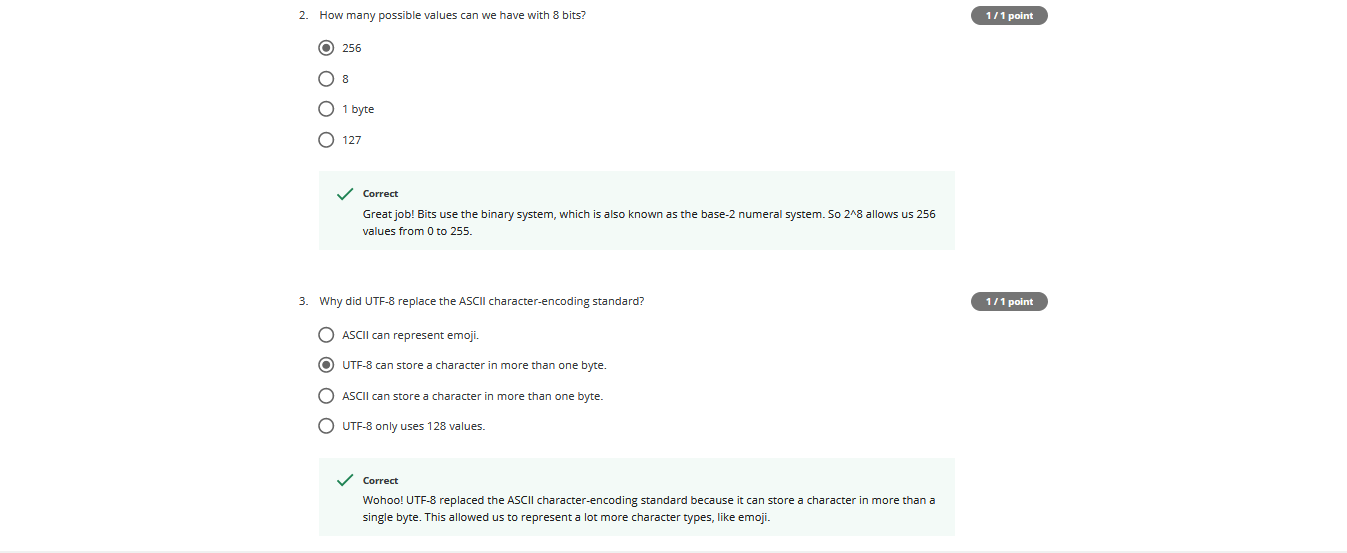 2. How many possible values can we have with 8 bits? 1 / 1 point
256
8
1 byte
127
Correct
Great job! Bits use the binary system, which is also known as the base-2 numeral system. So 2^8 allows us 256
values from 0 to 255.
3. Why did UTF-8 replace the ASCII character-encoding standard? 1 / 1 point
ASCII can represent emoji.
UTF-8 can store a character in more than one byte.
ASCII can store a character in more than one byte.
UTF-8 only uses 128 values.
Correct
Wohoo! UTF-8 replaced the ASCII character-encoding standard because it can store a character in more than a
single byte. This allowed us to represent a lot more character types, like emoji.